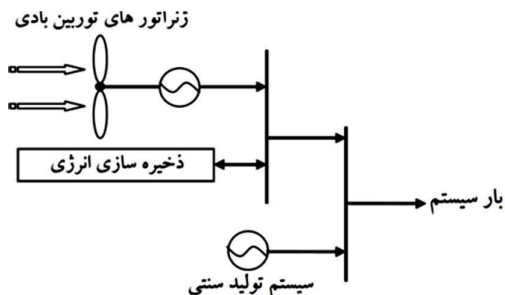 ژنراتور های توربین بادی
ذخیره سازی انرژی
بار سیستم
سیستم تولید سنتی